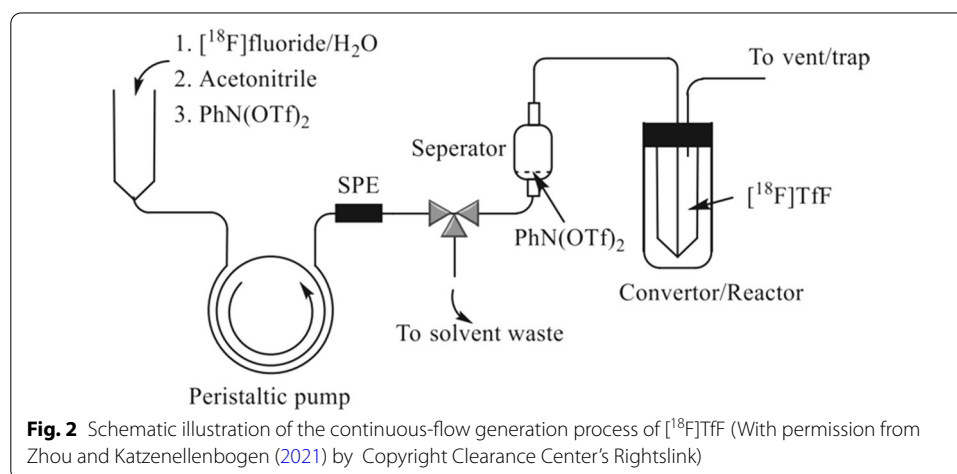 1. [¹⁸F]fluoride/H₂O
2. Acetonitrile
3. PhN(OTf)₂
To vent/trap
Seperator
SPE
[¹⁸F]TfF
PhN(OTf)₂
Convertor/Reactor
To solvent waste
Peristaltic pump
Fig. 2 Schematic illustration of the continuous-flow generation process of [¹⁸F]TfF (With permission from
Zhou and Katzenellenbogen (2021) by Copyright Clearance Center's Rightslink)